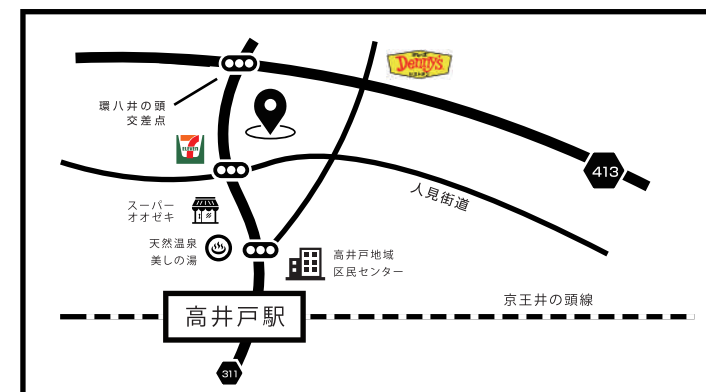 Denny's
環八井の頭
交差点
7
ELEVEN
413
人見街道
スーパー
オオゼキ
天然温泉
美しの湯
高井戸地域
区民センター
京王井の頭線
高井戸駅
311